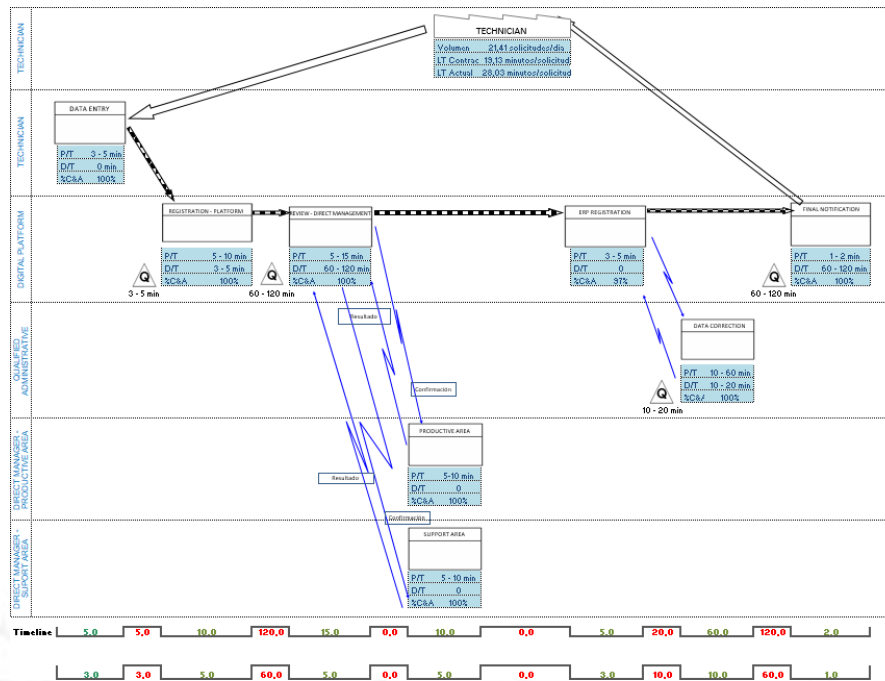 TECHNICIAN
TECHNICIAN
Volumen 21,41 solicitudes/dia
LT Contrac 19,13 minutos/solicitud
LT Actual 28,03 minutos/solicitud
TECHNICIAN
DATA ENTRY
P/T 3 - 5 min
D/T 0 min
%C&A 100%
DIGITAL PLATFORM
REGISTRATION - PLATFORM
P/T 5 - 10 min
D/T 3 - 5 min
%C&A 100%
Q
3 - 5 min
REVIEW - DIRECT MANAGEMENT
P/T 5 - 15 min
D/T 60 - 120 min
%C&A 100%
Q
60 - 120 min
ERP REGISTRATION
P/T 3 - 5 min
D/T 0
%C&A 97%
FINAL NOTIFICATION
P/T 1 - 2 min
D/T 60 - 120 min
%C&A 100%
Q
60 - 120 min
QUALIFIED
ADMINISTRATIVE
Resultado
Confirmación
DATA CORRECTION
P/T 10 - 60 min
D/T 10 - 20 min
%C&/ 100%
Q
10 - 20 min
DIRECT MANAGER -
PRODUCTIVE AREA
PRODUCTIVE AREA
P/T 5-10 min
D/T 0
%C&A 100%
Resultado
Confirmación
DIRECT MANAGER -
SUPORT AREA
SUPPORT AREA
P/T 5 - 10 min
D/T 0
%C&A 100%
Timeline 5.0 5,0 10.0 120,0 15.0 0,0 10.0 0,0 5.0 20,0 60.0 120,0 2.0
3.0 3,0 5.0 60,0 5.0 0,0 5.0 0,0 3.0 10,0 10.0 60,0 1.0